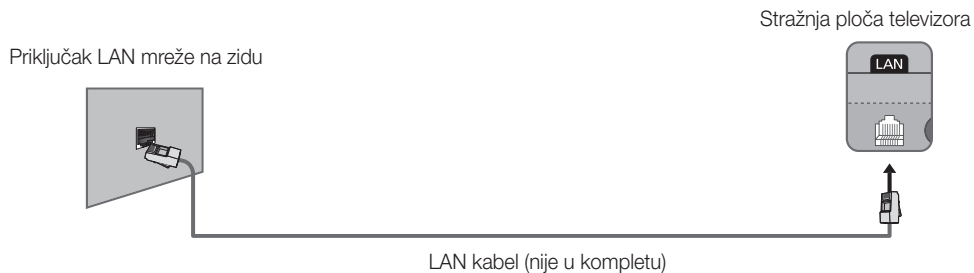 Stražnja ploča televizora
Priključak LAN mreže na zidu
LAN
LAN kabel (nije u kompletu)